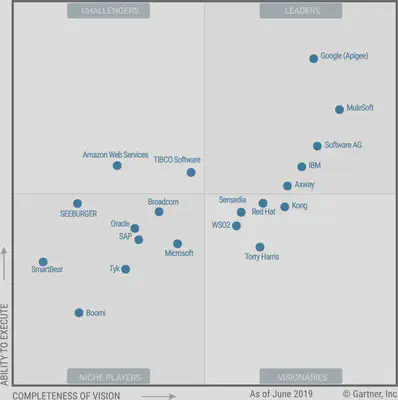 CHALLENGERS
LEADERS
Google (Apigee)
MuleSoft
Software AG
Amazon Web Services
TIBCO Software
IBM
Axway
SEEBURGER
Broadcom
Sensedia
Red Hat
Kong
Oracle
SAP
WSO2
Microsoft
Torry Harris
SmartBear
Tyk
Boomi
ABILITY TO EXECUTE
NICHE PLAYERS
VISIONARIES
COMPLETENESS OF VISION
As of June 2019
© Gartner, Inc